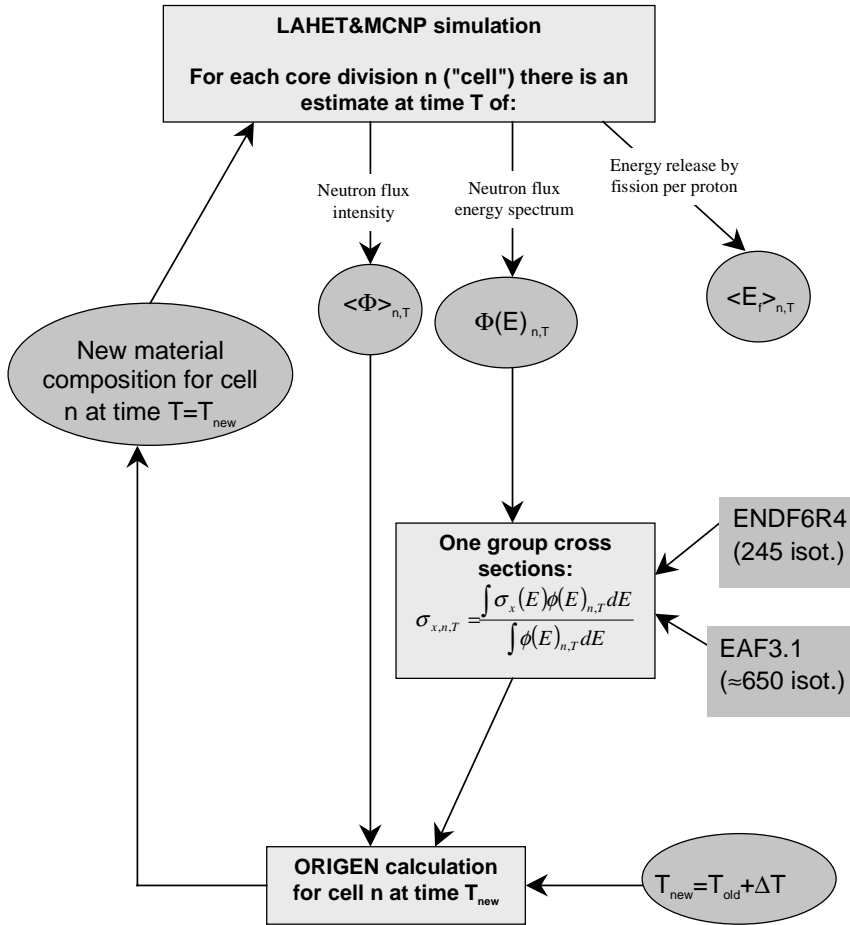 LAHET&MCNP simulation
For each core division n ("cell") there is an
estimate at time T of:
Neutron flux
intensity
Neutron flux
energy spectrum
Energy release by
fission per proton
<Φ>n,T
Φ(E) n,T
<Ef>n,T
New material
composition for cell
n at time T=Tnew
One group cross
sections:
σx,n,T = ∫σx(E)φ(E)n,T dE / ∫φ(E)n,T dE
ENDF6R4
(245 isot.)
EAF3.1
(≈650 isot.)
ORIGEN calculation
for cell n at time Tnew
Tnew=Told+ΔT